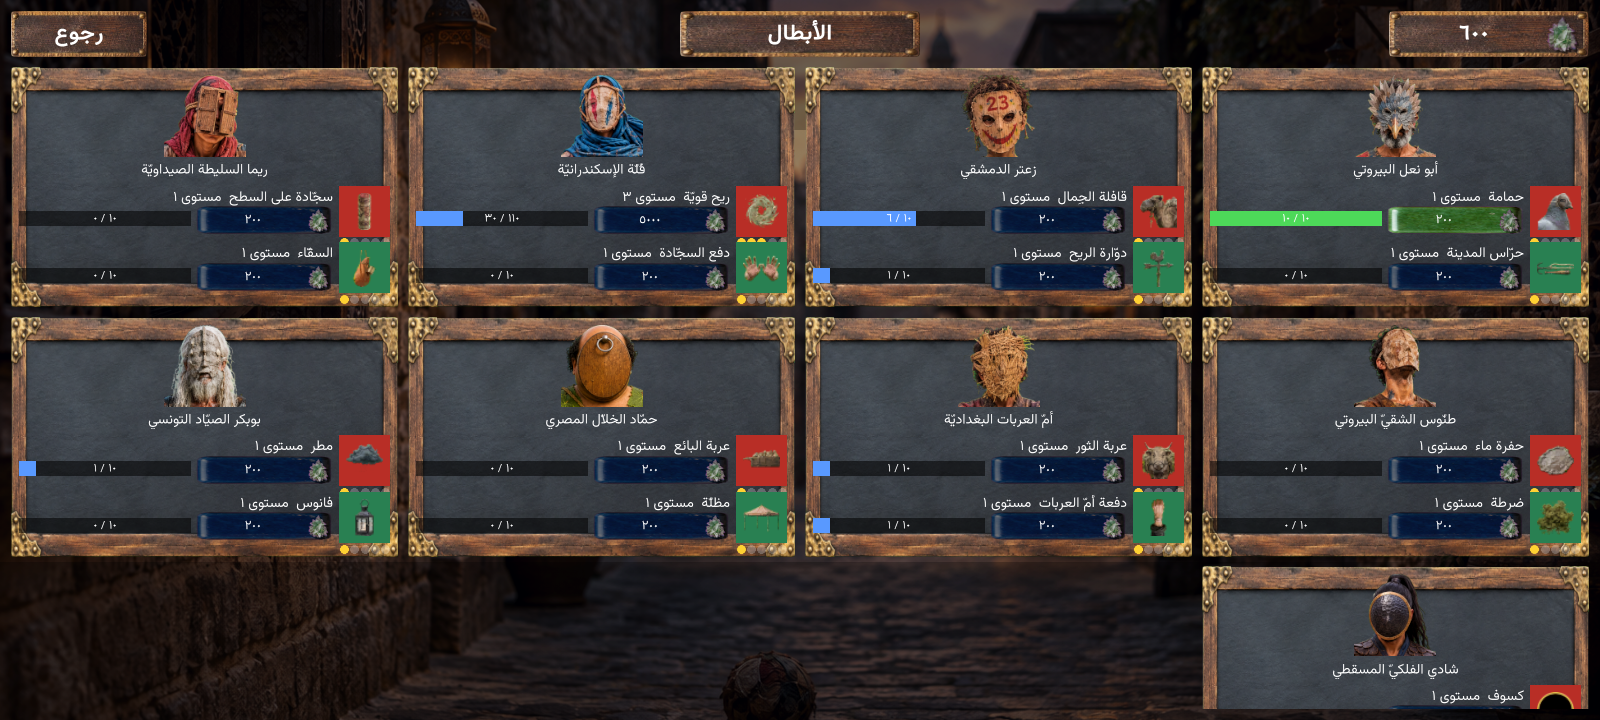 ٦٠٠
الأبطال
رجوع
أبو نعل البيروتي
حمامة مستوى ١
٢٠٠
١٠ / ١٠
حرّاس المدينة مستوى ١
٢٠٠
٠ / ١٠
زعتر الدمشقي
23
قافلة الجمال مستوى ١
٢٠٠
٦ / ١٠
دوّارة الريح مستوى ١
٢٠٠
١ / ١٠
قتّة الإسكندرانيّة
ريح قويّة مستوى ٣
٥٠٠٠
٣٠ / ١١٠
دفع السجّادة مستوى ١
٢٠٠
٠ / ١٠
ريما السليطة الصيداويّة
سجّادة على السطح مستوى ١
٢٠٠
٠ / ١٠
السقّاء مستوى ١
٢٠٠
٠ / ١٠
طنّوس الشقيّ البيروتي
حفرة ماء مستوى ١
٢٠٠
٠ / ١٠
ضرطة مستوى ١
٢٠٠
٠ / ١٠
أمّ العربات البغداديّة
عربة الثور مستوى ١
٢٠٠
١ / ١٠
دفعة أمّ العربات مستوى ١
٢٠٠
١ / ١٠
حمّاد الخلّال المصري
عربة البائع مستوى ١
٢٠٠
٠ / ١٠
مظلّة مستوى ١
٢٠٠
٠ / ١٠
بوبكر الصيّاد التونسي
مطر مستوى ١
٢٠٠
١ / ١٠
فانوس مستوى ١
٢٠٠
٠ / ١٠
شادي الفلكيّ المسقطي
كسوف مستوى ١